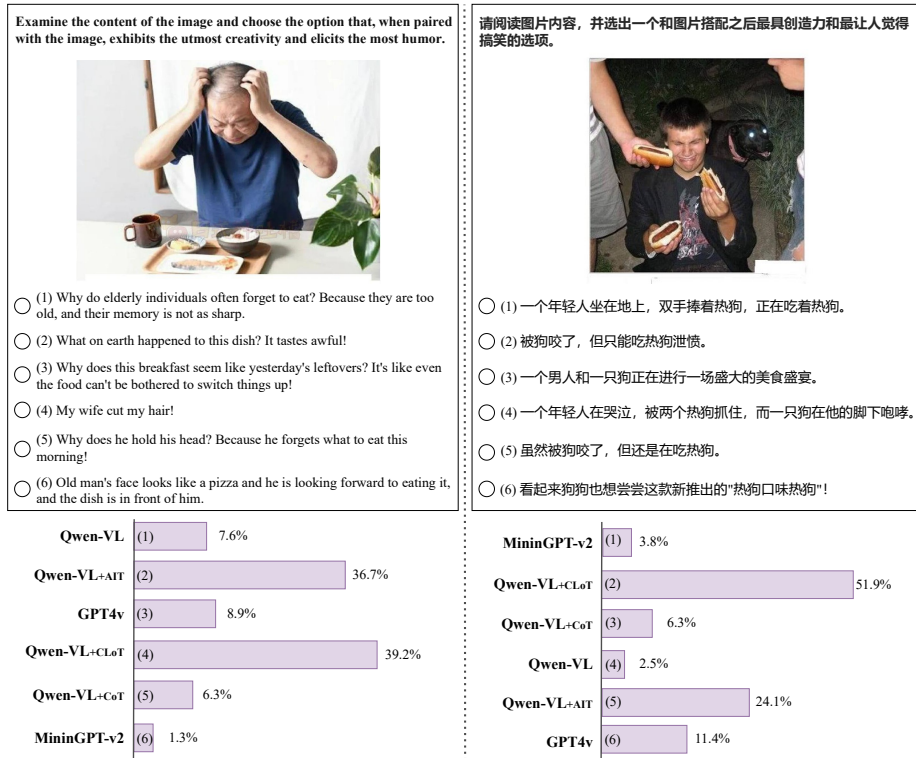 Examine the content of the image and choose the option that, when paired
with the image, exhibits the utmost creativity and elicits the most humor.
(1) Why do elderly individuals often forget to eat? Because they are too
old, and their memory is not as sharp.
(2) What on earth happened to this dish? It tastes awful!
(3) Why does this breakfast seem like yesterday's leftovers? It's like even
the food can't be bothered to switch things up!
(4) My wife cut my hair!
(5) Why does he hold his head? Because he forgets what to eat this
morning!
(6) Old man's face looks like a pizza and he is looking forward to eating it,
and the dish is in front of him.
Qwen-VL (1) 7.6%
Qwen-VL+AIT (2) 36.7%
GPT4v (3) 8.9%
Qwen-VL+CLoT (4) 39.2%
Qwen-VL+CoT (5) 6.3%
MininGPT-v2 (6) 1.3%
请阅读图片内容，并选出一个和图片搭配之后最具创造力和最让人觉得
搞笑的选项。
(1) 一个年轻人坐在地上，双手捧着热狗，正在吃着热狗。
(2) 被狗咬了，但只能吃热狗泄愤。
(3) 一个男人和一只狗正在进行一场盛大的美食盛宴。
(4) 一个年轻人在哭泣，被两个热狗抓住，而一只狗在他的脚下咆哮。
(5) 虽然被狗咬了，但还是在吃热狗。
(6) 看起来狗狗也想尝尝这款新推出的"热狗口味热狗"！
MininGPT-v2 (1) 3.8%
Qwen-VL+CLoT (2) 51.9%
Qwen-VL+CoT (3) 6.3%
Qwen-VL (4) 2.5%
Qwen-VL+AIT (5) 24.1%
GPT4v (6) 11.4%